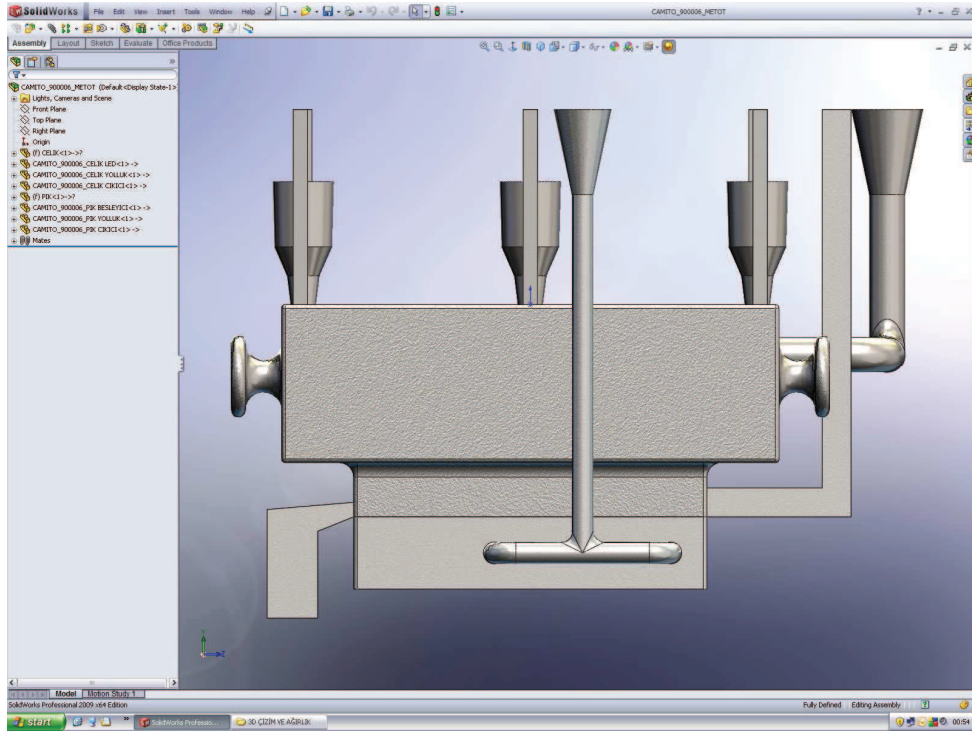 SolidWorks File Edit View Insert Tools Window Help CAMITO_900006_METOT
Assembly Layout Sketch Evaluate Office Products
CAMITO_900006_METOT (Default<Display State-1>
Lights, Cameras and Scene
Front Plane
Top Plane
Right Plane
Origin
(f) CELIK<1>->?
CAMITO_900006_CELIK LED<1> ->
CAMITO_900006_CELIK YOLLUK<1> ->
CAMITO_900006_CELIK CIKICI<1> ->
(f) PIK<1>->?
CAMITO_900006_PIK BESLEYICI<1> ->
CAMITO_900006_PIK YOLLUK<1> ->
CAMITO_900006_PIK CIKICI<1> ->
Mates
Y
Z
Model Motion Study 1
SolidWorks Professional 2009 x64 Edition Fully Defined Editing Assembly
start SolidWorks Professio... 3D ÇİZİM VE AĞIRLIK 00:54